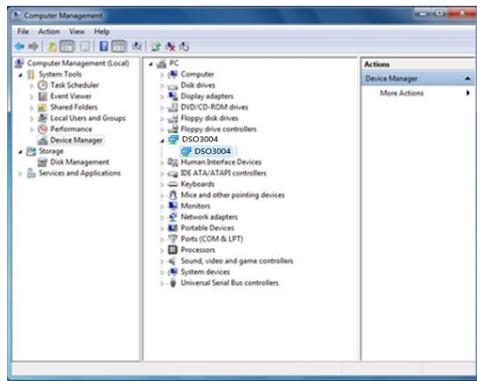 Computer Management
File Action View Help
Computer Management (Local)
System Tools
Task Scheduler
Event Viewer
Shared Folders
Local Users and Groups
Performance
Device Manager
Storage
Disk Management
Services and Applications
PC
Computer
Disk drives
Display adapters
DVD/CD-ROM drives
Floppy disk drives
Floppy drive controllers
DSO3004
DSO3004
Human Interface Devices
IDE ATA/ATAPI controllers
Keyboards
Mice and other pointing devices
Monitors
Network adapters
Portable Devices
Ports (COM & LPT)
Processors
Sound, video and game controllers
System devices
Universal Serial Bus controllers
Actions
Device Manager
More Actions